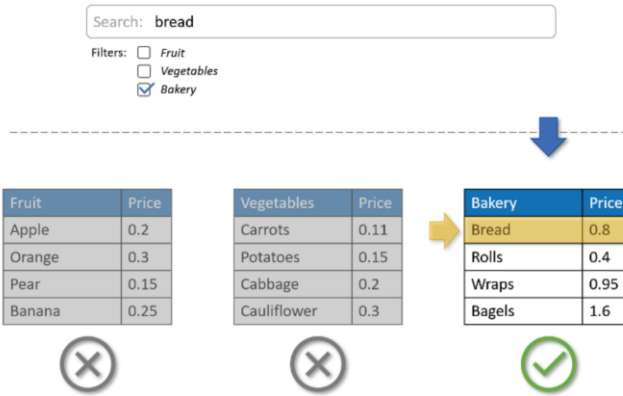 Search: bread
Filters: Fruit
Vegetables
Bakery
Fruit Price
Apple 0.2
Orange 0.3
Pear 0.15
Banana 0.25
Vegetables Price
Carrots 0.11
Potatoes 0.15
Cabbage 0.2
Cauliflower 0.3
Bakery Price
Bread 0.8
Rolls 0.4
Wraps 0.95
Bagels 1.6